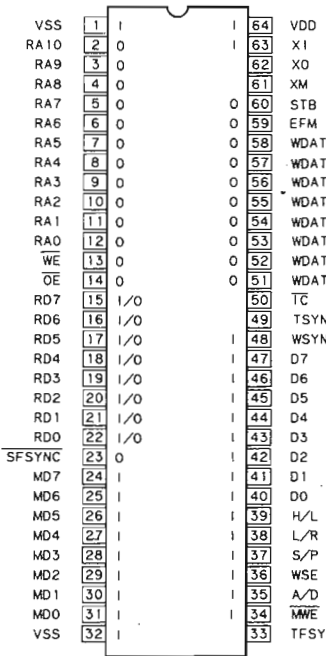 VSS 1 I I 64 VDD
RA10 2 O I 63 XI
RA9 3 O 62 XO
RA8 4 O 61 XM
RA7 5 O O 60 STB
RA6 6 O O 59 EFM
RA5 7 O O 58 WDAT
RA4 8 O O 57 WDAT
RA3 9 O O 56 WDAT
RA2 10 O O 55 WDAT
RA1 11 O O 54 WDAT
RA0 12 O O 53 WDAT
WE 13 O O 52 WDAT
OE 14 O O 51 WDAT
RD7 15 I/O 50 TC
RD6 16 I/O 49 TSYN
RD5 17 I/O I 48 WSYN
RD4 18 I/O I 47 D7
RD3 19 I/O I 46 D6
RD2 20 I/O I 45 D5
RD1 21 I/O I 44 D4
RD0 22 I/O I 43 D3
SFSYNC 23 O I 42 D2
MD7 24 I I 41 D1
MD6 25 I I 40 D0
MD5 26 I I 39 H/L
MD4 27 I I 38 L/R
MD3 28 I I 37 S/P
MD2 29 I I 36 WSE
MD1 30 I I 35 A/D
MD0 31 I I 34 MWE
VSS 32 I 33 TFSY